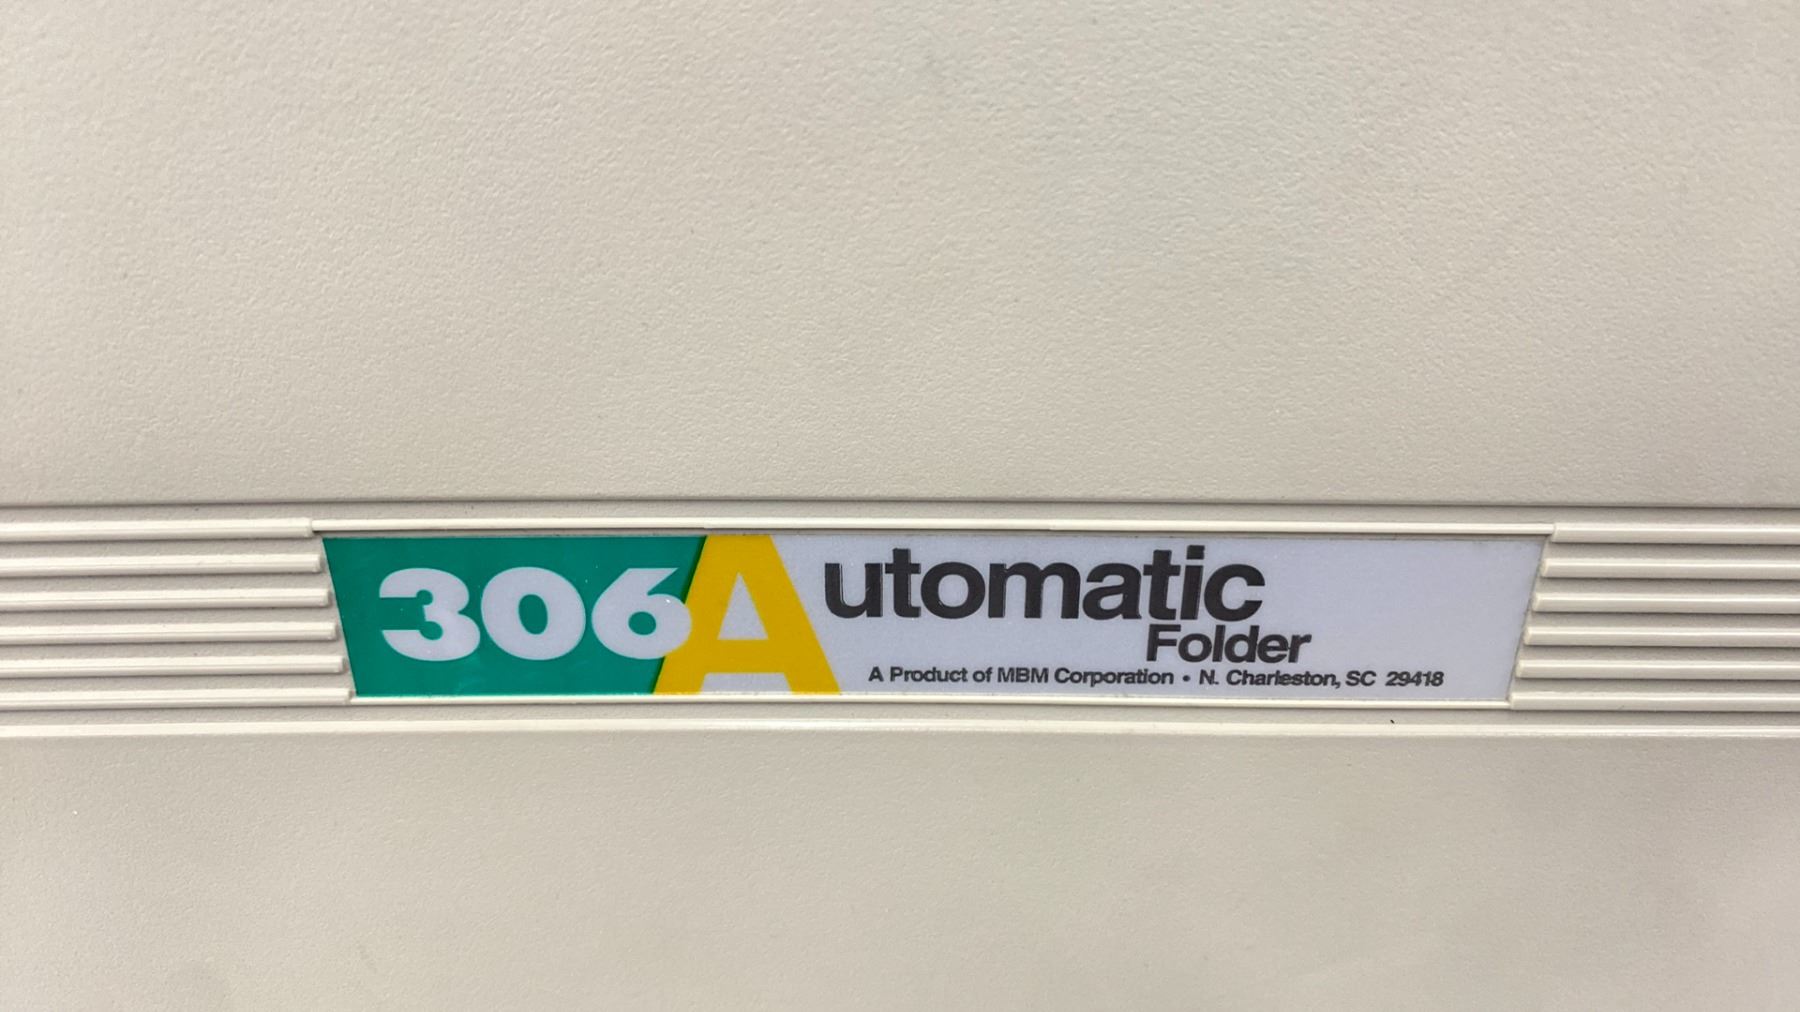 306Automatic
Folder
A Product of MBM Corporation • N. Charleston, SC 29418